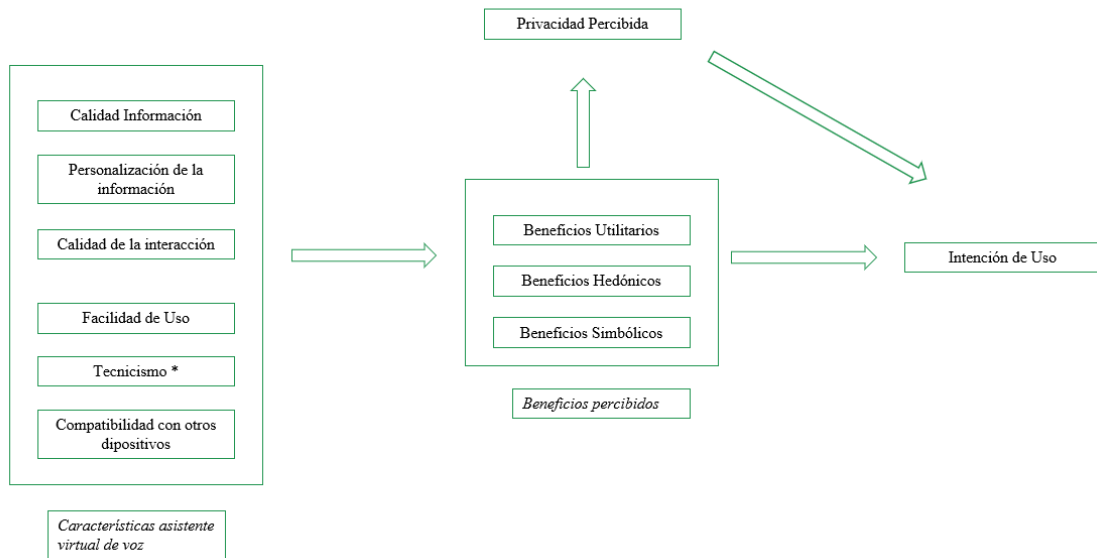 Privacidad Percibida
Calidad Información
Personalización de la
información
Calidad de la interacción
Facilidad de Uso
Tecnicismo *
Compatibilidad con otros
dipositivos
Características asistente
virtual de voz
Beneficios Utilitarios
Beneficios Hedónicos
Beneficios Simbólicos
Beneficios percibidos
Intención de Uso